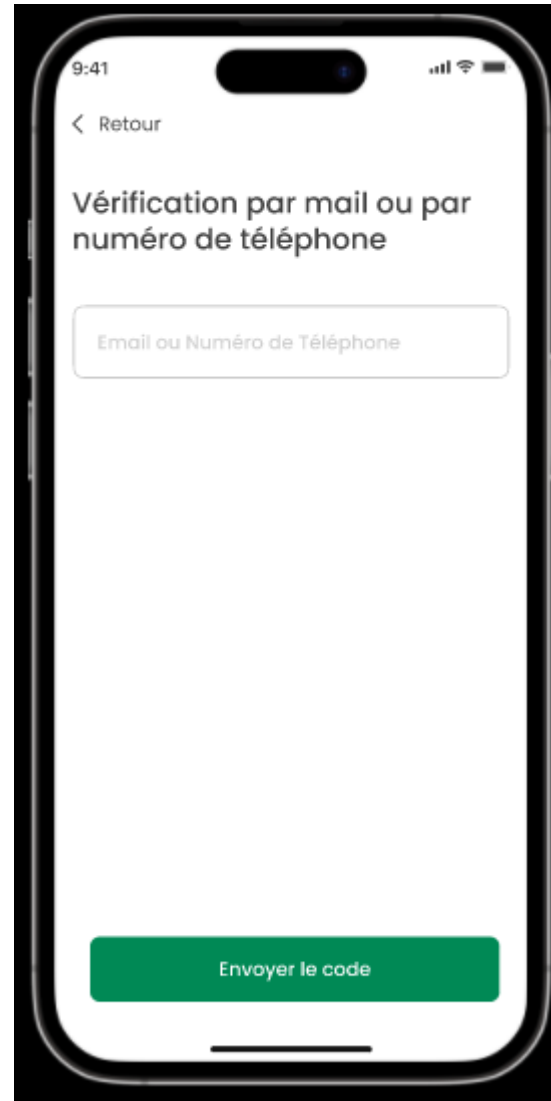 9:41
Retour
Vérification par mail ou par
numéro de téléphone
Email ou Numéro de Téléphone
Envoyer le code